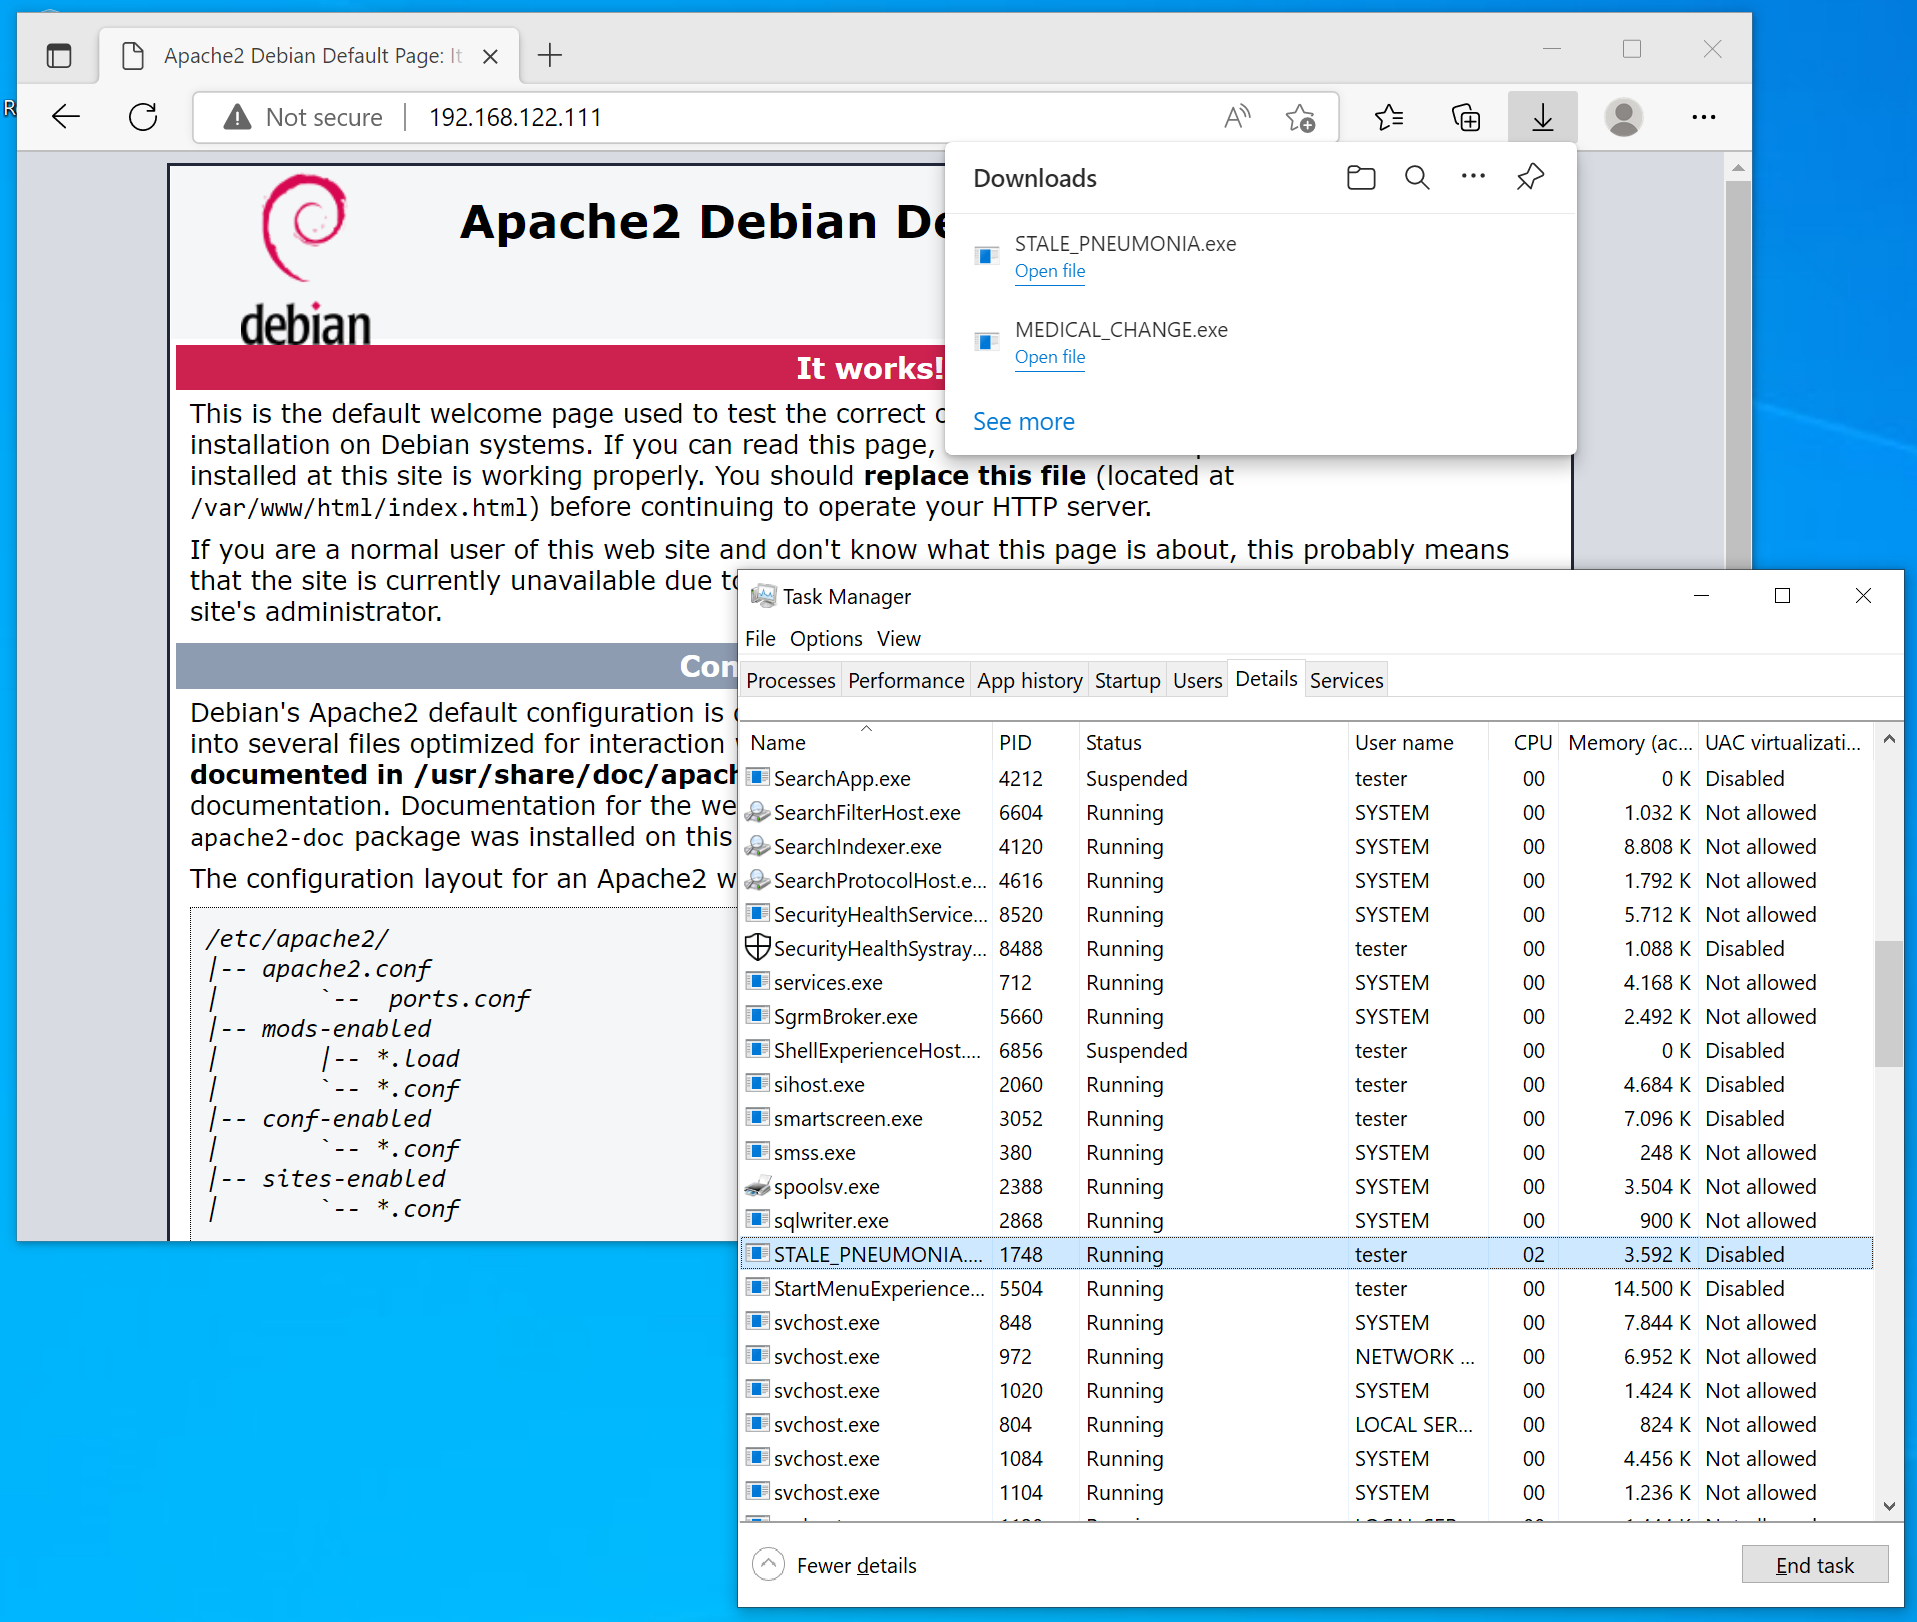 R
Apache2 Debian Default Page: It
Not secure
192.168.122.111
Downloads
STALE_PNEUMONIA.exe
Open file
MEDICAL_CHANGE.exe
Open file
See more
debian
Apache2 Debian De
It works!
This is the default welcome page used to test the correct
installation on Debian systems. If you can read this page,
installed at this site is working properly. You should replace this file (located at
/var/www/html/index.html) before continuing to operate your HTTP server.
If you are a normal user of this web site and don't know what this page is about, this probably means
that the site is currently unavailable due to
site's administrator.
Con
Debian's Apache2 default configuration is
into several files optimized for interaction
documented in /usr/share/doc/apach
documentation. Documentation for the we
apache2-doc package was installed on this
The configuration layout for an Apache2 w
/etc/apache2/
|-- apache2.conf
|       `--  ports.conf
|-- mods-enabled
|       |-- *.load
|       `-- *.conf
|-- conf-enabled
|       `-- *.conf
|-- sites-enabled
|       `-- *.conf
Task Manager
File Options View
Processes Performance App history Startup Users Details Services
Name PID Status User name CPU Memory (ac... UAC virtualizati...
SearchApp.exe 4212 Suspended tester 00 0 K Disabled
SearchFilterHost.exe 6604 Running SYSTEM 00 1.032 K Not allowed
SearchIndexer.exe 4120 Running SYSTEM 00 8.808 K Not allowed
SearchProtocolHost.e... 4616 Running SYSTEM 00 1.792 K Not allowed
SecurityHealthService... 8520 Running SYSTEM 00 5.712 K Not allowed
SecurityHealthSystray... 8488 Running tester 00 1.088 K Disabled
services.exe 712 Running SYSTEM 00 4.168 K Not allowed
SgrmBroker.exe 5660 Running SYSTEM 00 2.492 K Not allowed
ShellExperienceHost.... 6856 Suspended tester 00 0 K Disabled
sihost.exe 2060 Running tester 00 4.684 K Disabled
smartscreen.exe 3052 Running tester 00 7.096 K Disabled
smss.exe 380 Running SYSTEM 00 248 K Not allowed
spoolsv.exe 2388 Running SYSTEM 00 3.504 K Not allowed
sqlwriter.exe 2868 Running SYSTEM 00 900 K Not allowed
STALE_PNEUMONIA.... 1748 Running tester 02 3.592 K Disabled
StartMenuExperience... 5504 Running tester 00 14.500 K Disabled
svchost.exe 848 Running SYSTEM 00 7.844 K Not allowed
svchost.exe 972 Running NETWORK ... 00 6.952 K Not allowed
svchost.exe 1020 Running SYSTEM 00 1.424 K Not allowed
svchost.exe 804 Running LOCAL SER... 00 824 K Not allowed
svchost.exe 1084 Running SYSTEM 00 4.456 K Not allowed
svchost.exe 1104 Running SYSTEM 00 1.236 K Not allowed
Fewer details
End task